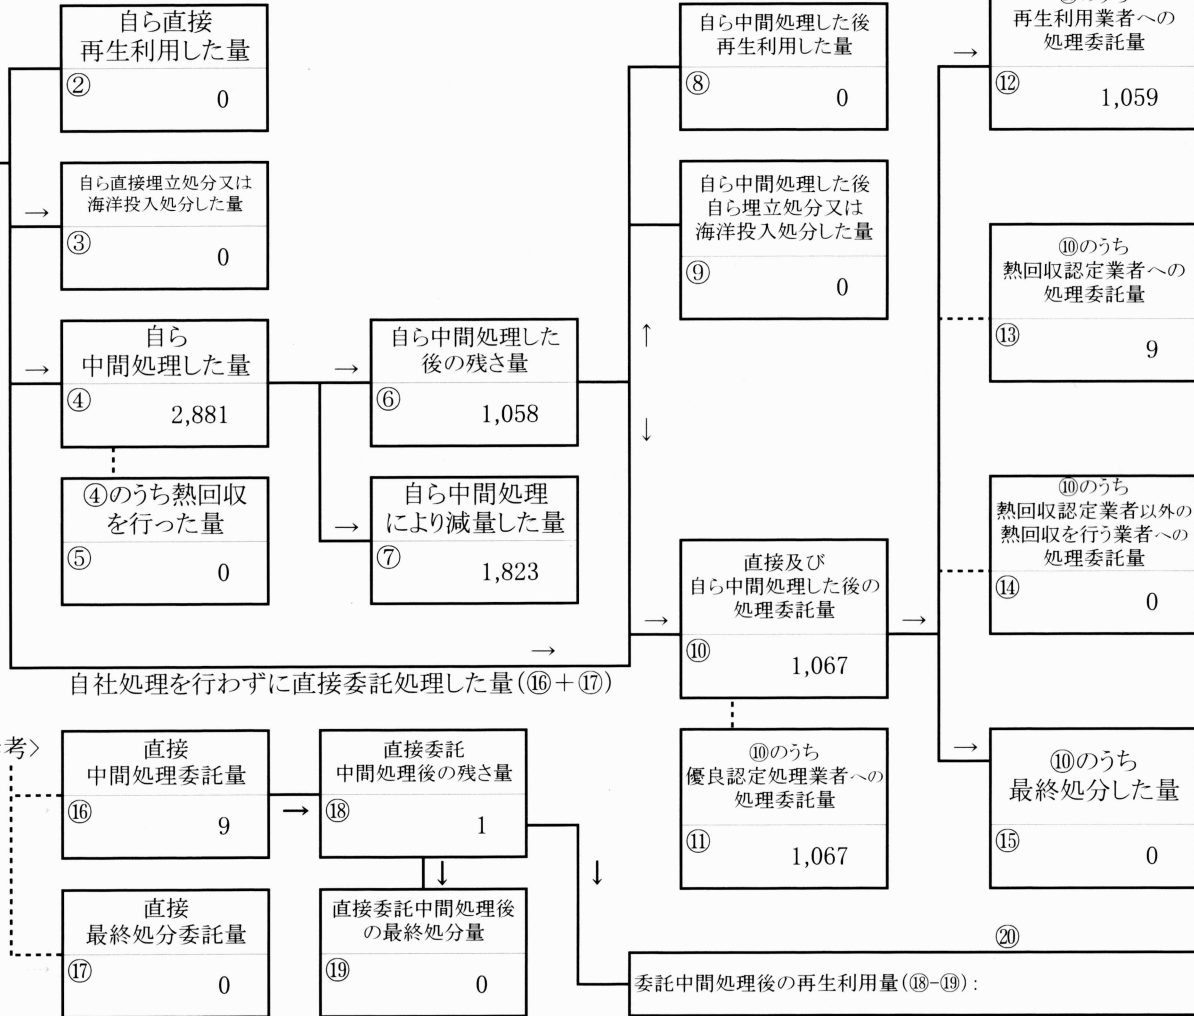 自ら直接
再生利用した量
②
0
自ら直接埋立処分又は
海洋投入処分した量
→
③
0
自ら
中間処理した量
→
④
2,881
④のうち熱回収
を行った量
⑤
0
自ら中間処理した
後の残さ量
→
⑥
1,058
自ら中間処理
により減量した量
→
⑦
1,823
自ら中間処理した後
再生利用した量
⑧
0
自ら中間処理した後
自ら埋立処分又は
海洋投入処分した量
⑨
0
↑
↓
直接及び
自ら中間処理した後の
処理委託量
→
⑩
1,067
⑩のうち
優良認定処理業者への
処理委託量
⑪
1,067
→
再生利用業者への
処理委託量
⑫
1,059
⑩のうち
熱回収認定業者への
処理委託量
⑬
9
⑩のうち
熱回収認定業者以外の
熱回収を行う業者への
処理委託量
⑭
0
→
→
⑩のうち
最終処分した量
⑮
0
→
自社処理を行わずに直接委託処理した量(⑯+⑰)
考>
直接
中間処理委託量
⑯
9
→
直接委託
中間処理後の残さ量
⑱
1
↓
↓
直接
最終処分委託量
⑰
0
直接委託中間処理後
の最終処分量
⑲
0
⑳
委託中間処理後の再生利用量(⑱-⑲):